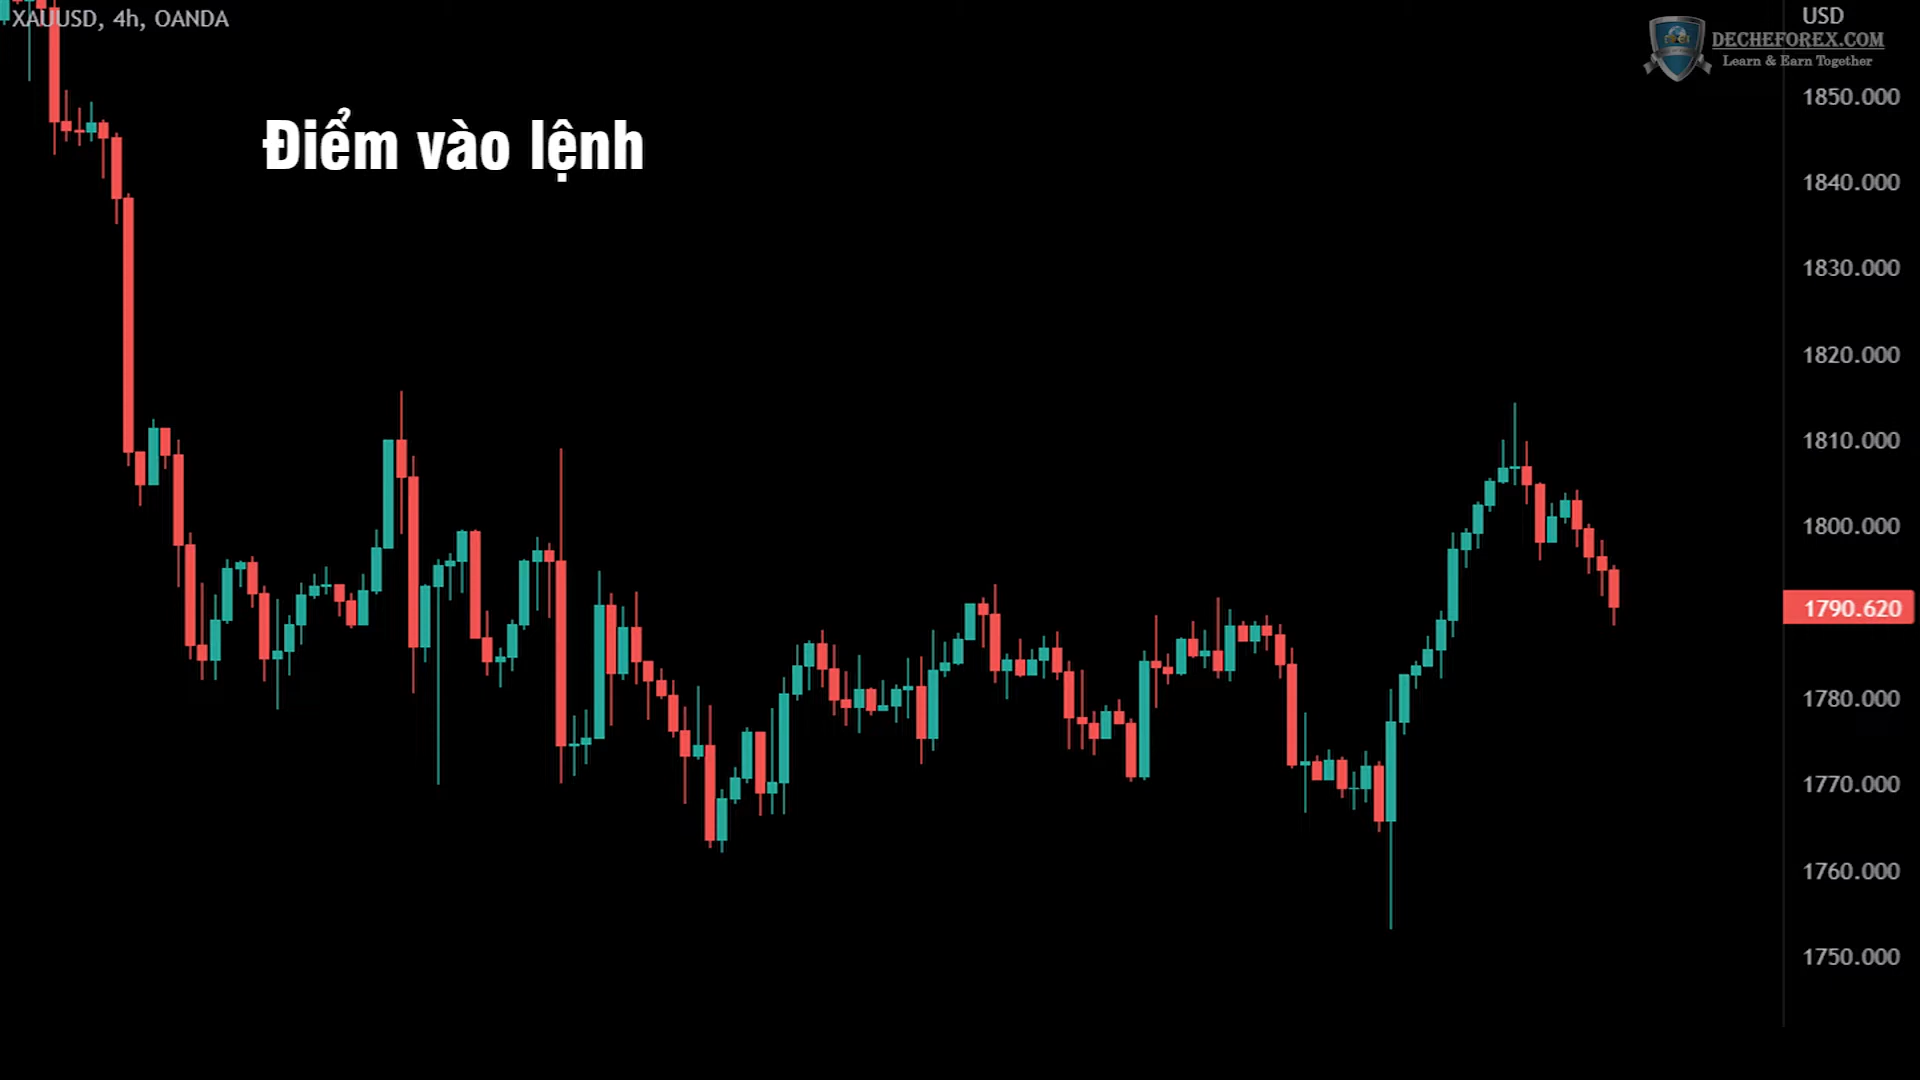 XAUUSD, 4h, OANDA
Điểm vào lệnh
DECHEFOREX.COM
Learn & Earn Together
USD
1850.000
1840.000
1830.000
1820.000
1810.000
1800.000
1790.620
1780.000
1770.000
1760.000
1750.000